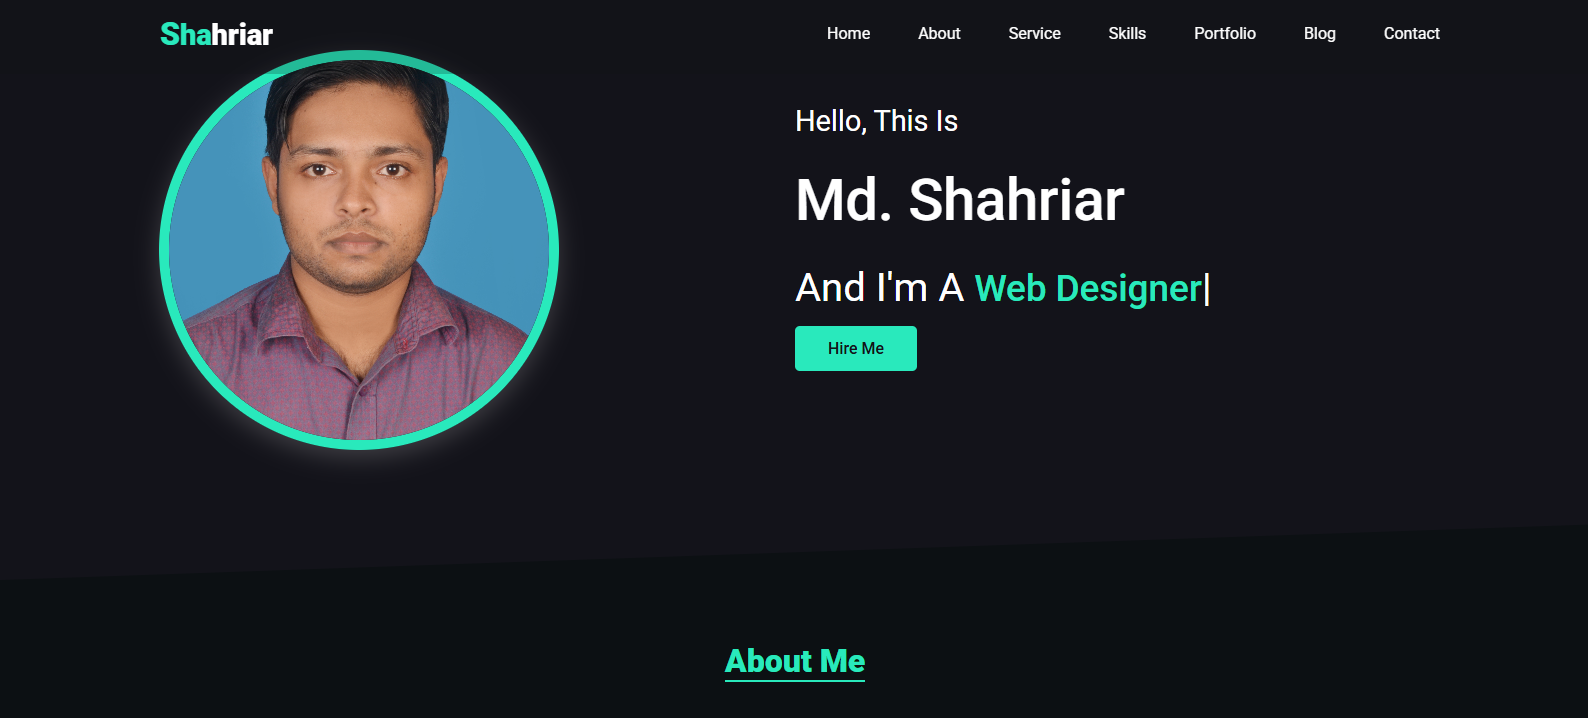 Shahriar
Home About Service Skills Portfolio Blog Contact
Hello, This Is
Md. Shahriar
And I'm A Web Designer|
Hire Me
About Me